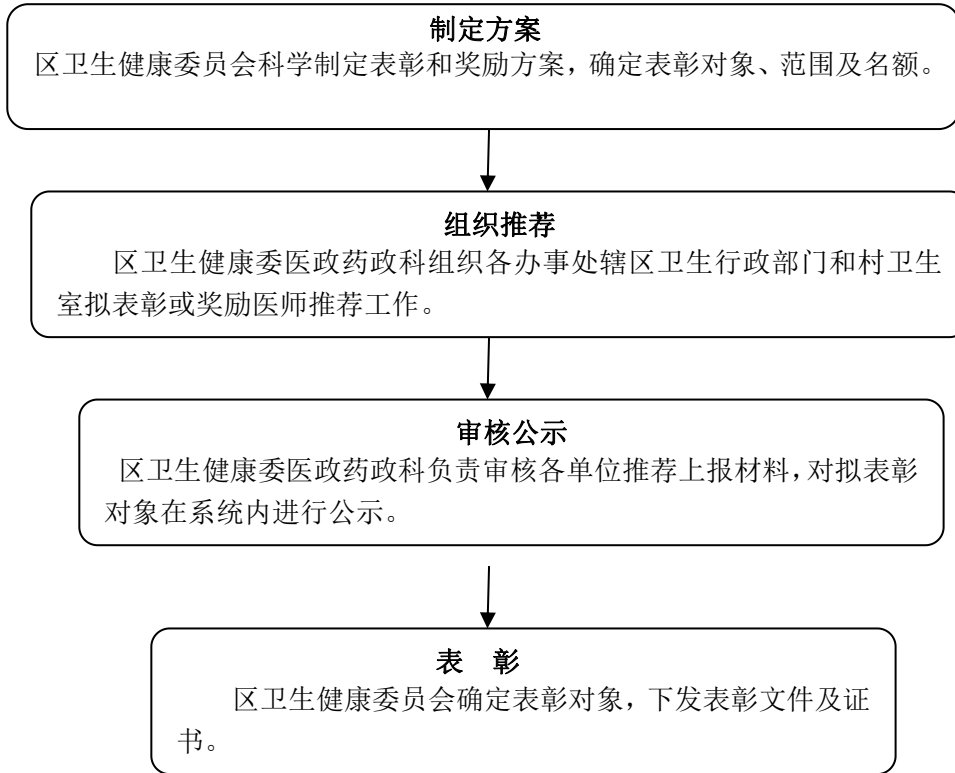 制定方案
区卫生健康委员会科学制定表彰和奖励方案，确定表彰对象、范围及名额。
组织推荐
区卫生健康委医政药政科组织各办事处辖区卫生行政部门和村卫生
室拟表彰或奖励医师推荐工作。
审核公示
区卫生健康委医政药政科负责审核各单位推荐上报材料，对拟表彰
对象在系统内进行公示。
表 彰
区卫生健康委员会确定表彰对象，下发表彰文件及证
书。